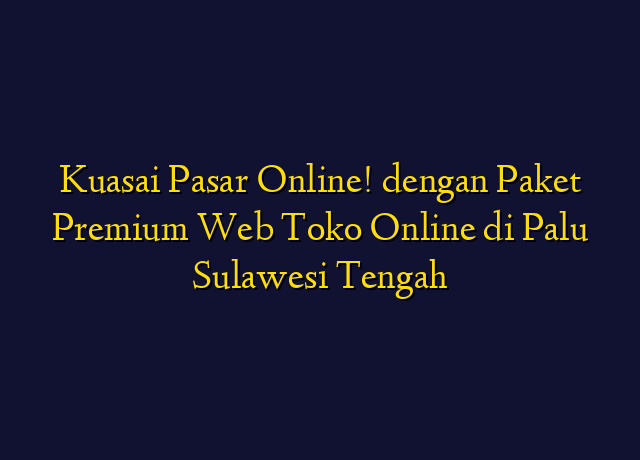 Kuasai Pasar Online! dengan Paket
Premium Web Toko Online di Palu
Sulawesi Tengah